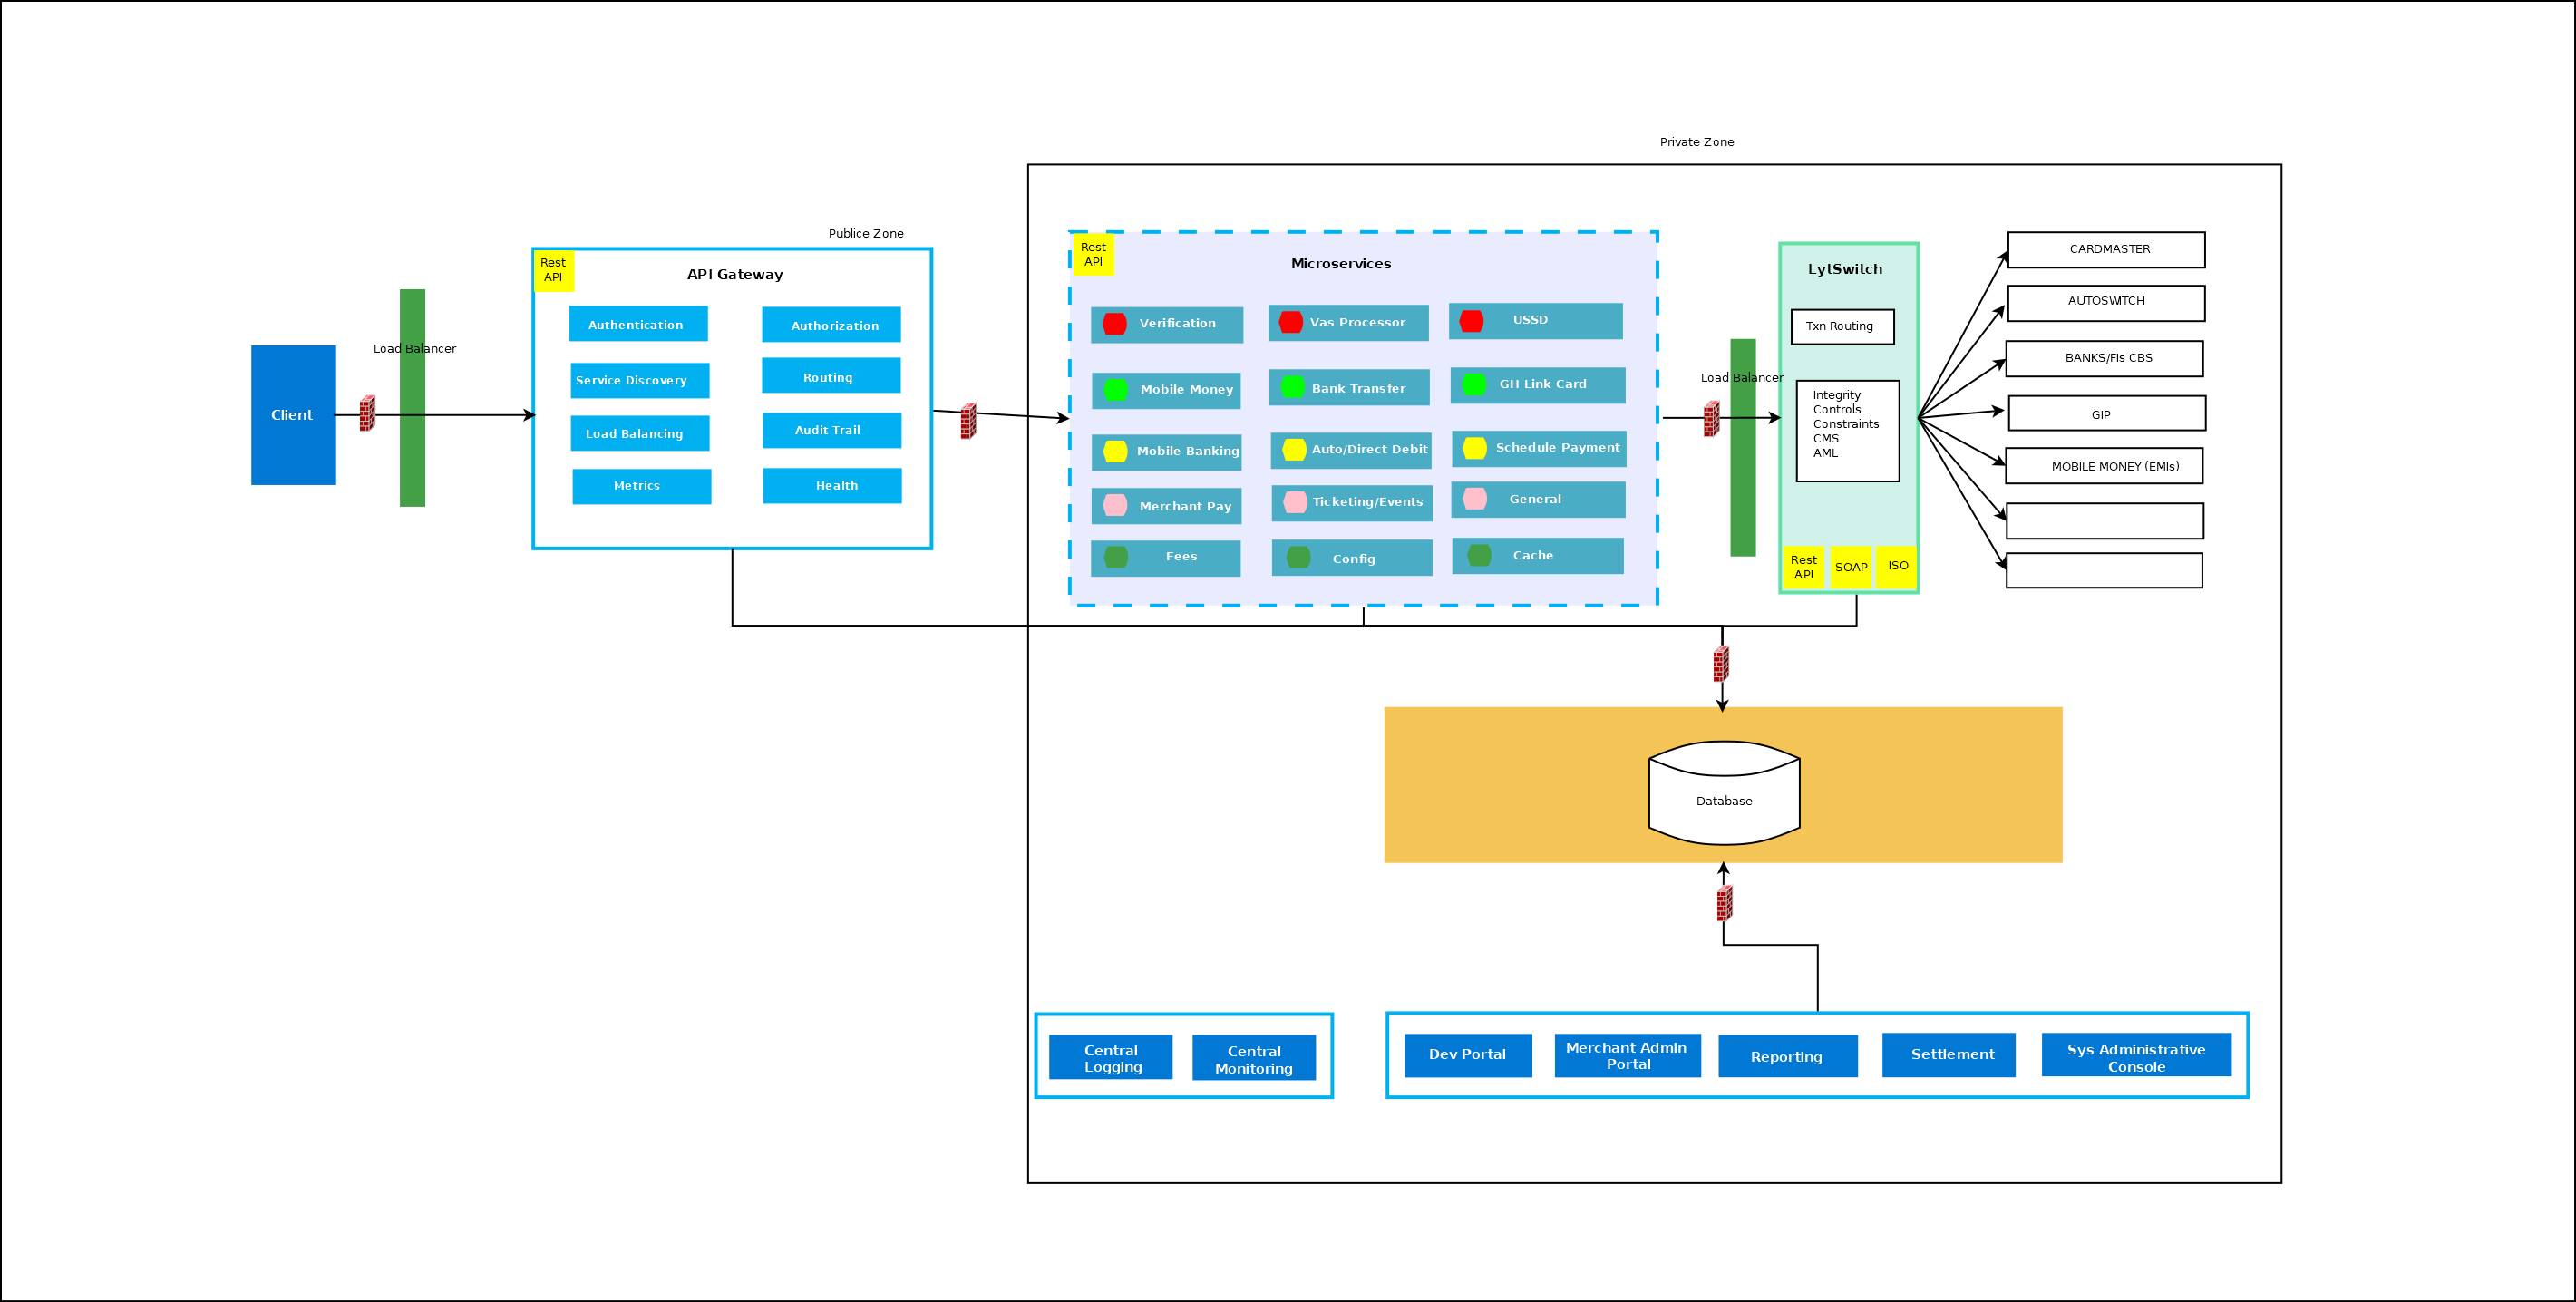 Private Zone
Publice Zone
Client
Load Balancer
Rest
API
API Gateway
Authentication
Authorization
Service Discovery
Routing
Load Balancing
Audit Trail
Metrics
Health
Rest
API
Microservices
Verification
Vas Processor
USSD
Mobile Money
Bank Transfer
GH Link Card
Mobile Banking
Auto/Direct Debit
Schedule Payment
Merchant Pay
Ticketing/Events
General
Fees
Config
Cache
Load Balancer
LytSwitch
Txn Routing
Integrity
Controls
Constraints
CMS
AML
Rest
API
SOAP
ISO
CARDMASTER
AUTOSWITCH
BANKS/FIs CBS
GIP
MOBILE MONEY (EMIs)
Database
Central
Logging
Central
Monitoring
Dev Portal
Merchant Admin
Portal
Reporting
Settlement
Sys Administrative
Console